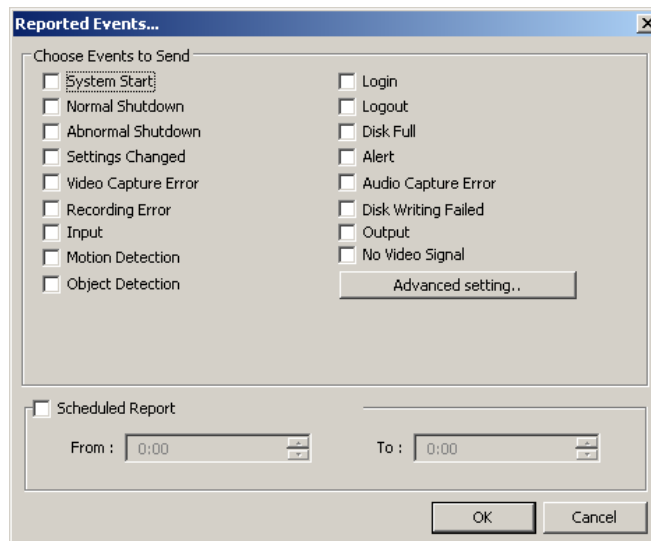 Reported Events...
Choose Events to Send
System Start
Login
Normal Shutdown
Logout
Abnormal Shutdown
Disk Full
Settings Changed
Alert
Video Capture Error
Audio Capture Error
Recording Error
Disk Writing Failed
Input
Output
Motion Detection
No Video Signal
Object Detection
Advanced setting..
Scheduled Report
From : 0:00 To : 0:00
OK Cancel